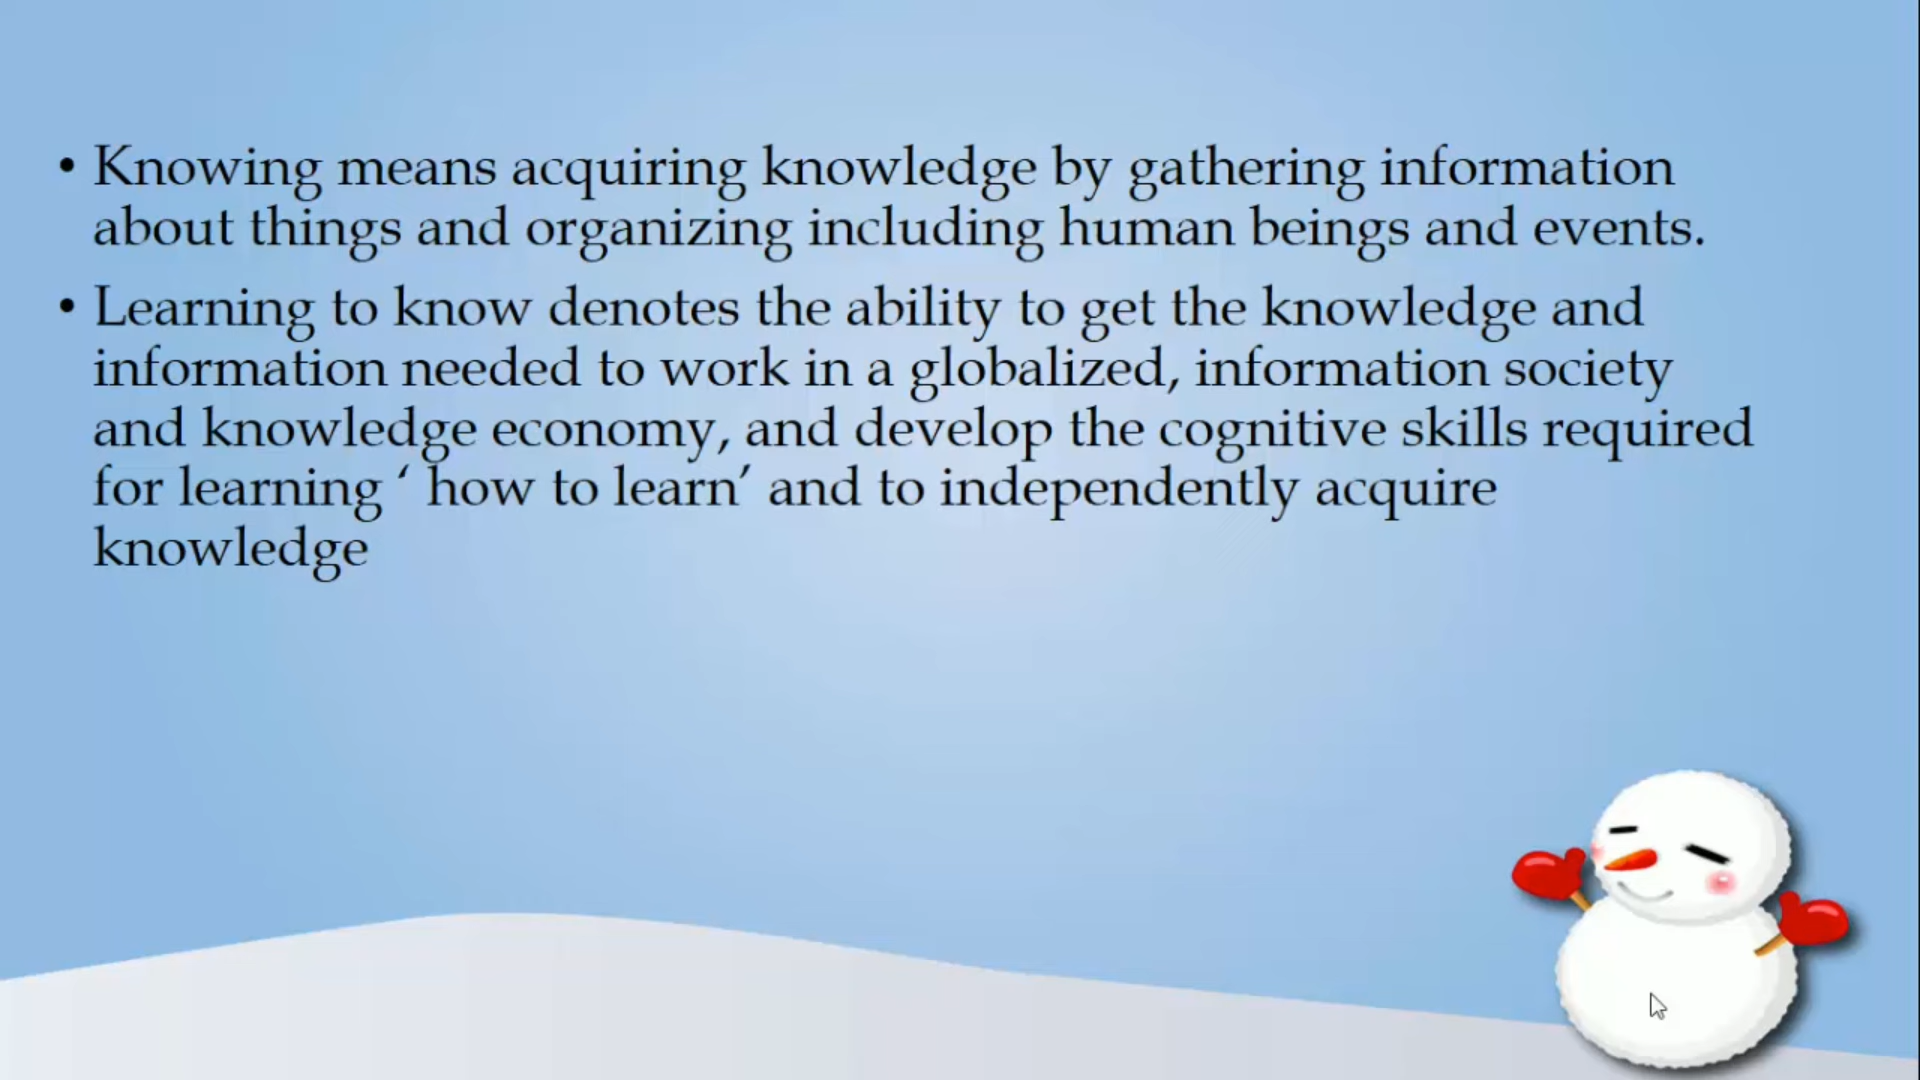 • Knowing means acquiring knowledge by gathering information
about things and organizing including human beings and events.
• Learning to know denotes the ability to get the knowledge and
information needed to work in a globalized, information society
and knowledge economy, and develop the cognitive skills required
for learning ‘ how to learn’ and to independently acquire
knowledge